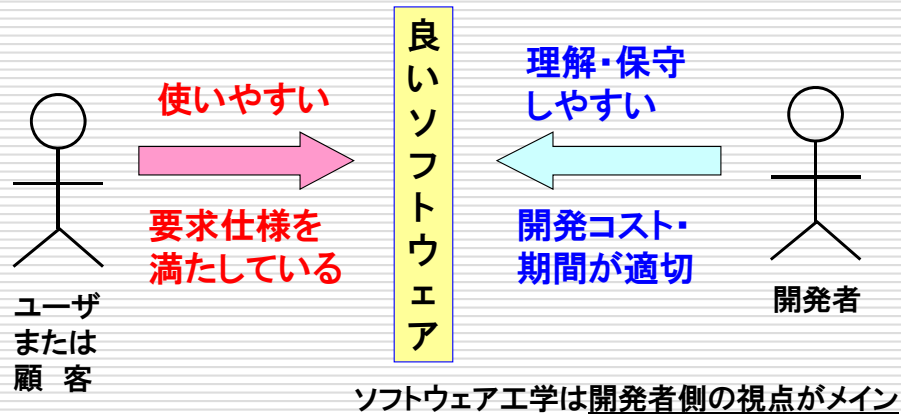 良いソフトウェア
使いやすい
要求仕様を
満たしている
ユーザ
または
顧　客
理解・保守
しやすい
開発コスト・
期間が適切
開発者
ソフトウェア工学は開発者側の視点がメイン